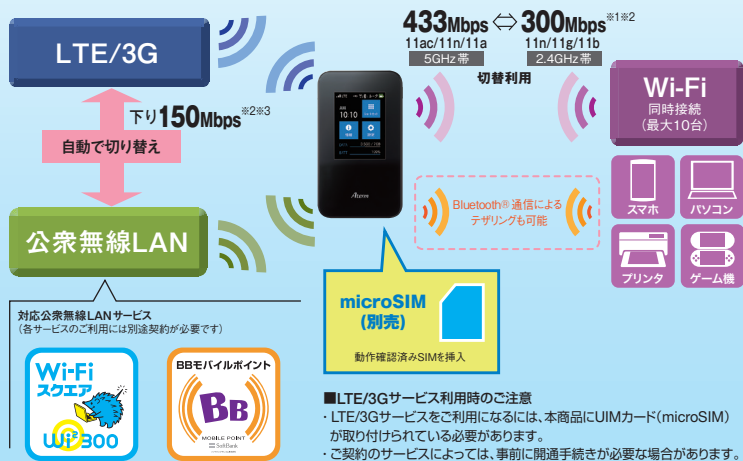 433Mbps ⇔ 300Mbps※1※2
11ac/11n/11a 11n/11g/11b
5GHz帯 2.4GHz帯
切替利用
LTE/3G
下り150Mbps※2※3
自動で切り替え
公衆無線LAN
10 10
Aterm
Wi-Fi
同時接続
(最大10台)
Bluetooth® 通信による
テザリングも可能
スマホ パソコン
プリンタ ゲーム機
microSIM
(別売)
動作確認済みSIMを挿入
対応公衆無線LANサービス
(各サービスのご利用には別途契約が必要です)
Wi-Fi
スクエア
Wi2 300
BBモバイルポイント
BB
MOBILE POINT
SoftBank
■LTE/3Gサービス利用時のご注意
・LTE/3Gサービスをご利用になるには、本商品にUIMカード(microSIM)
が取り付けられている必要があります。
・ご契約のサービスによっては、事前に開通手続きが必要な場合があります。